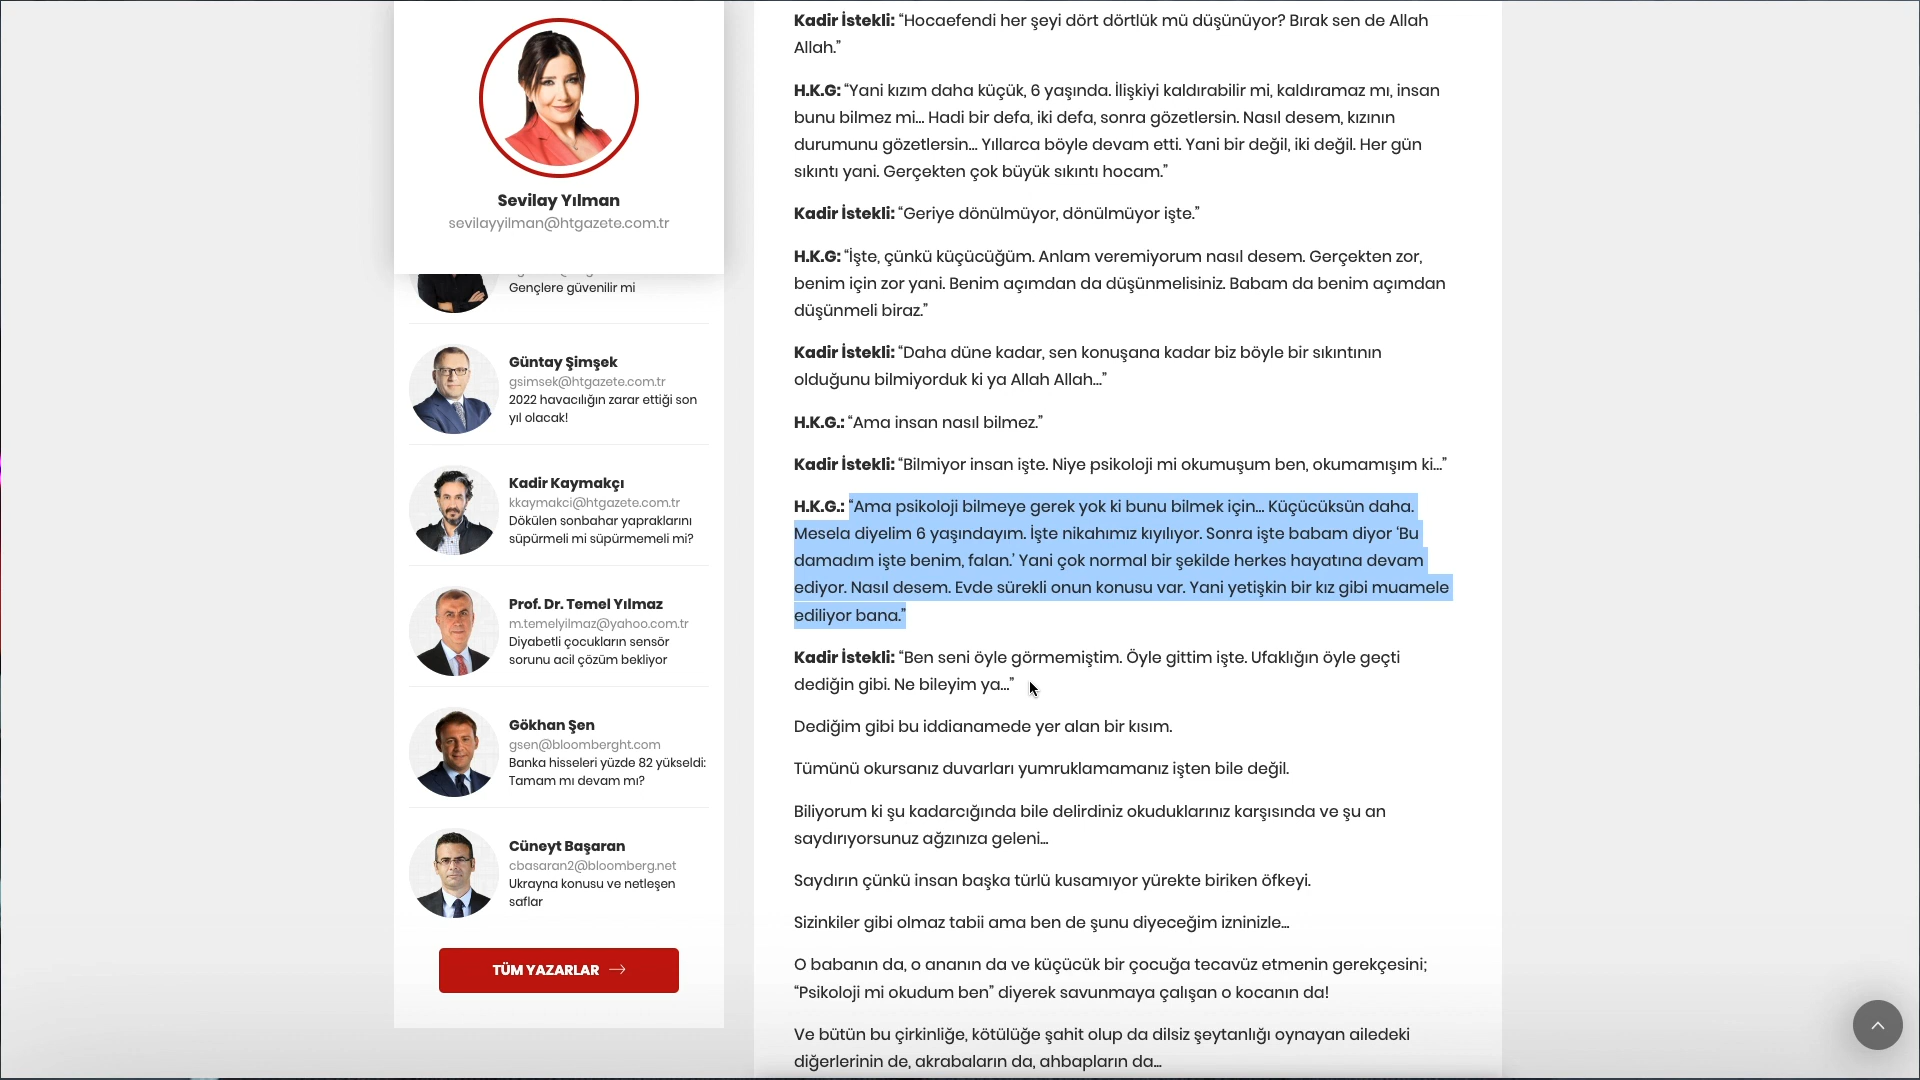 Sevilay Yılman
sevilayyilman@htgazete.com.tr
Gençlere güvenilir mi
Güntay Şimşek
gsimsek@htgazete.com.tr
2022 havacılığın zarar ettiği son
yıl olacak!
Kadir Kaymakçı
kkaymakci@htgazete.com.tr
Dökülen sonbahar yapraklarını
süpürmeli mi süpürmemeli mi?
Prof. Dr. Temel Yılmaz
m.temelyilmaz@yahoo.com.tr
Diyabetli çocukların sensör
sorunu acil çözüm bekliyor
Gökhan Şen
gsen@bloomberght.com
Banka hisseleri yüzde 82 yükseldi:
Tamam mı devam mı?
Cüneyt Başaran
cbasaran2@bloomberg.net
Ukrayna konusu ve netleşen
saflar
TÜM YAZARLAR
Kadir İstekli: “Hocaefendi her şeyi dört dörtlük mü düşünüyor? Bırak sen de Allah
Allah.”
H.K.G: “Yani kızım daha küçük, 6 yaşında. İlişkiyi kaldırabilir mi, kaldıramaz mı, insan
bunu bilmez mi... Hadi bir defa, iki defa, sonra gözetlersin. Nasıl desem, kızının
durumunu gözetlersin... Yıllarca böyle devam etti. Yani bir değil, iki değil. Her gün
sıkıntı yani. Gerçekten çok büyük sıkıntı hocam.”
Kadir İstekli: “Geriye dönülmüyor, dönülmüyor işte.”
H.K.G: “İşte, çünkü küçücüğüm. Anlam veremiyorum nasıl desem. Gerçekten zor,
benim için zor yani. Benim açımdan da düşünmelisiniz. Babam da benim açımdan
düşünmeli biraz.”
Kadir İstekli: “Daha düne kadar, sen konuşana kadar biz böyle bir sıkıntının
olduğunu bilmiyorduk ki ya Allah Allah...”
H.K.G.: “Ama insan nasıl bilmez.”
Kadir İstekli: “Bilmiyor insan işte. Niye psikoloji mi okumuşum ben, okumamışım ki...”
H.K.G.: “Ama psikoloji bilmeye gerek yok ki bunu bilmek için... Küçücüksün daha.
Mesela diyelim 6 yaşındayım. İşte nikahımız kıyılıyor. Sonra işte babam diyor ‘Bu
damadım işte benim, falan.’ Yani çok normal bir şekilde herkes hayatına devam
ediyor. Nasıl desem. Evde sürekli onun konusu var. Yani yetişkin bir kız gibi muamele
ediliyor bana.”
Kadir İstekli: “Ben seni öyle görmemiştim. Öyle gittim işte. Ufaklığın öyle geçti
dediğin gibi. Ne bileyim ya...”
Dediğim gibi bu iddianamede yer alan bir kısım.
Tümünü okursanız duvarları yumruklamamanız işten bile değil.
Biliyorum ki şu kadarcığında bile delirdiniz okuduklarınız karşısında ve şu an
saydırıyorsunuz ağzınıza geleni...
Saydırın çünkü insan başka türlü kusamıyor yürekte biriken öfkeyi.
Sizinkiler gibi olmaz tabii ama ben de şunu diyeceğim izninizle...
O babanın da, o ananın da ve küçücük bir çocuğa tecavüz etmenin gerekçesini;
“Psikoloji mi okudum ben” diyerek savunmaya çalışan o kocanın da!
Ve bütün bu çirkinliğe, kötülüğe şahit olup da dilsiz şeytanlığı oynayan ailedeki
diğerlerinin de, akrabaların da, ahbapların da...